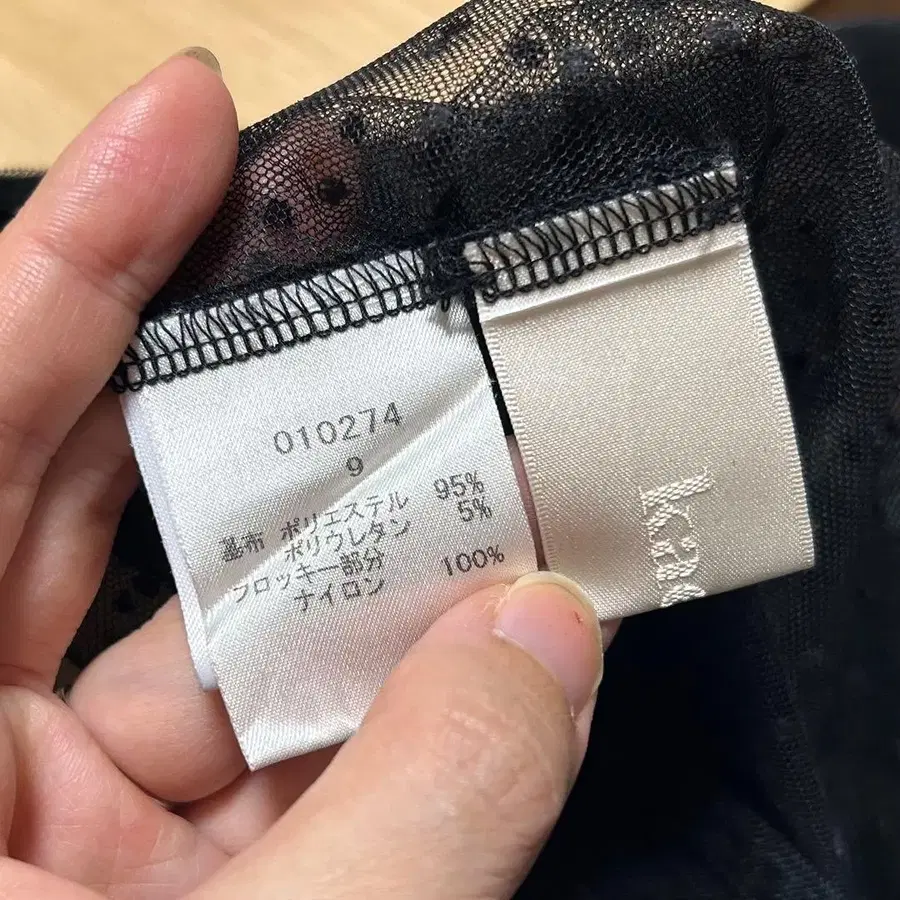 010274
9
基布 ポリエステル 95%
ポリウレタン 5%
フロッキー部分
ナイロン 100%
kae